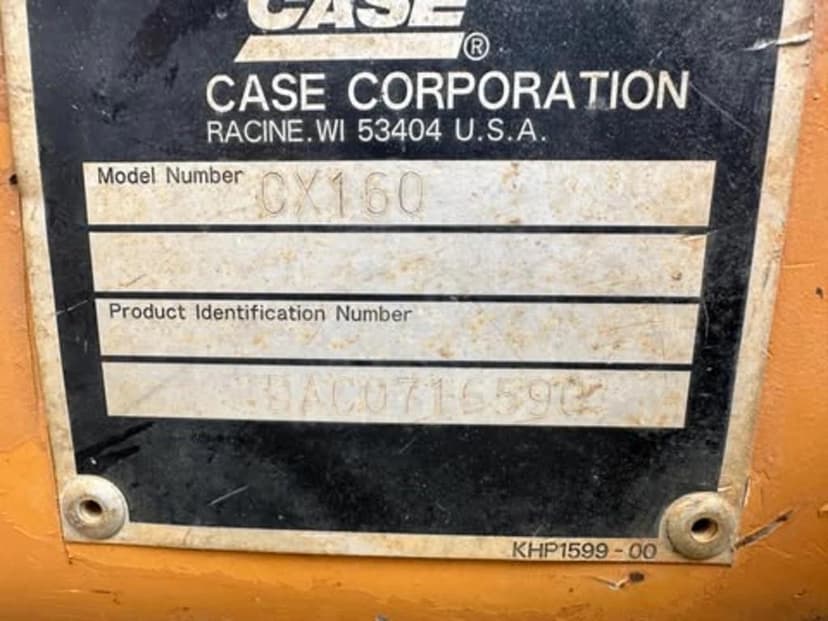 CASE
®
CASE CORPORATION
RACINE, WI 53404 U.S.A.
Model Number CX160
Product Identification Number
KHP1599-00